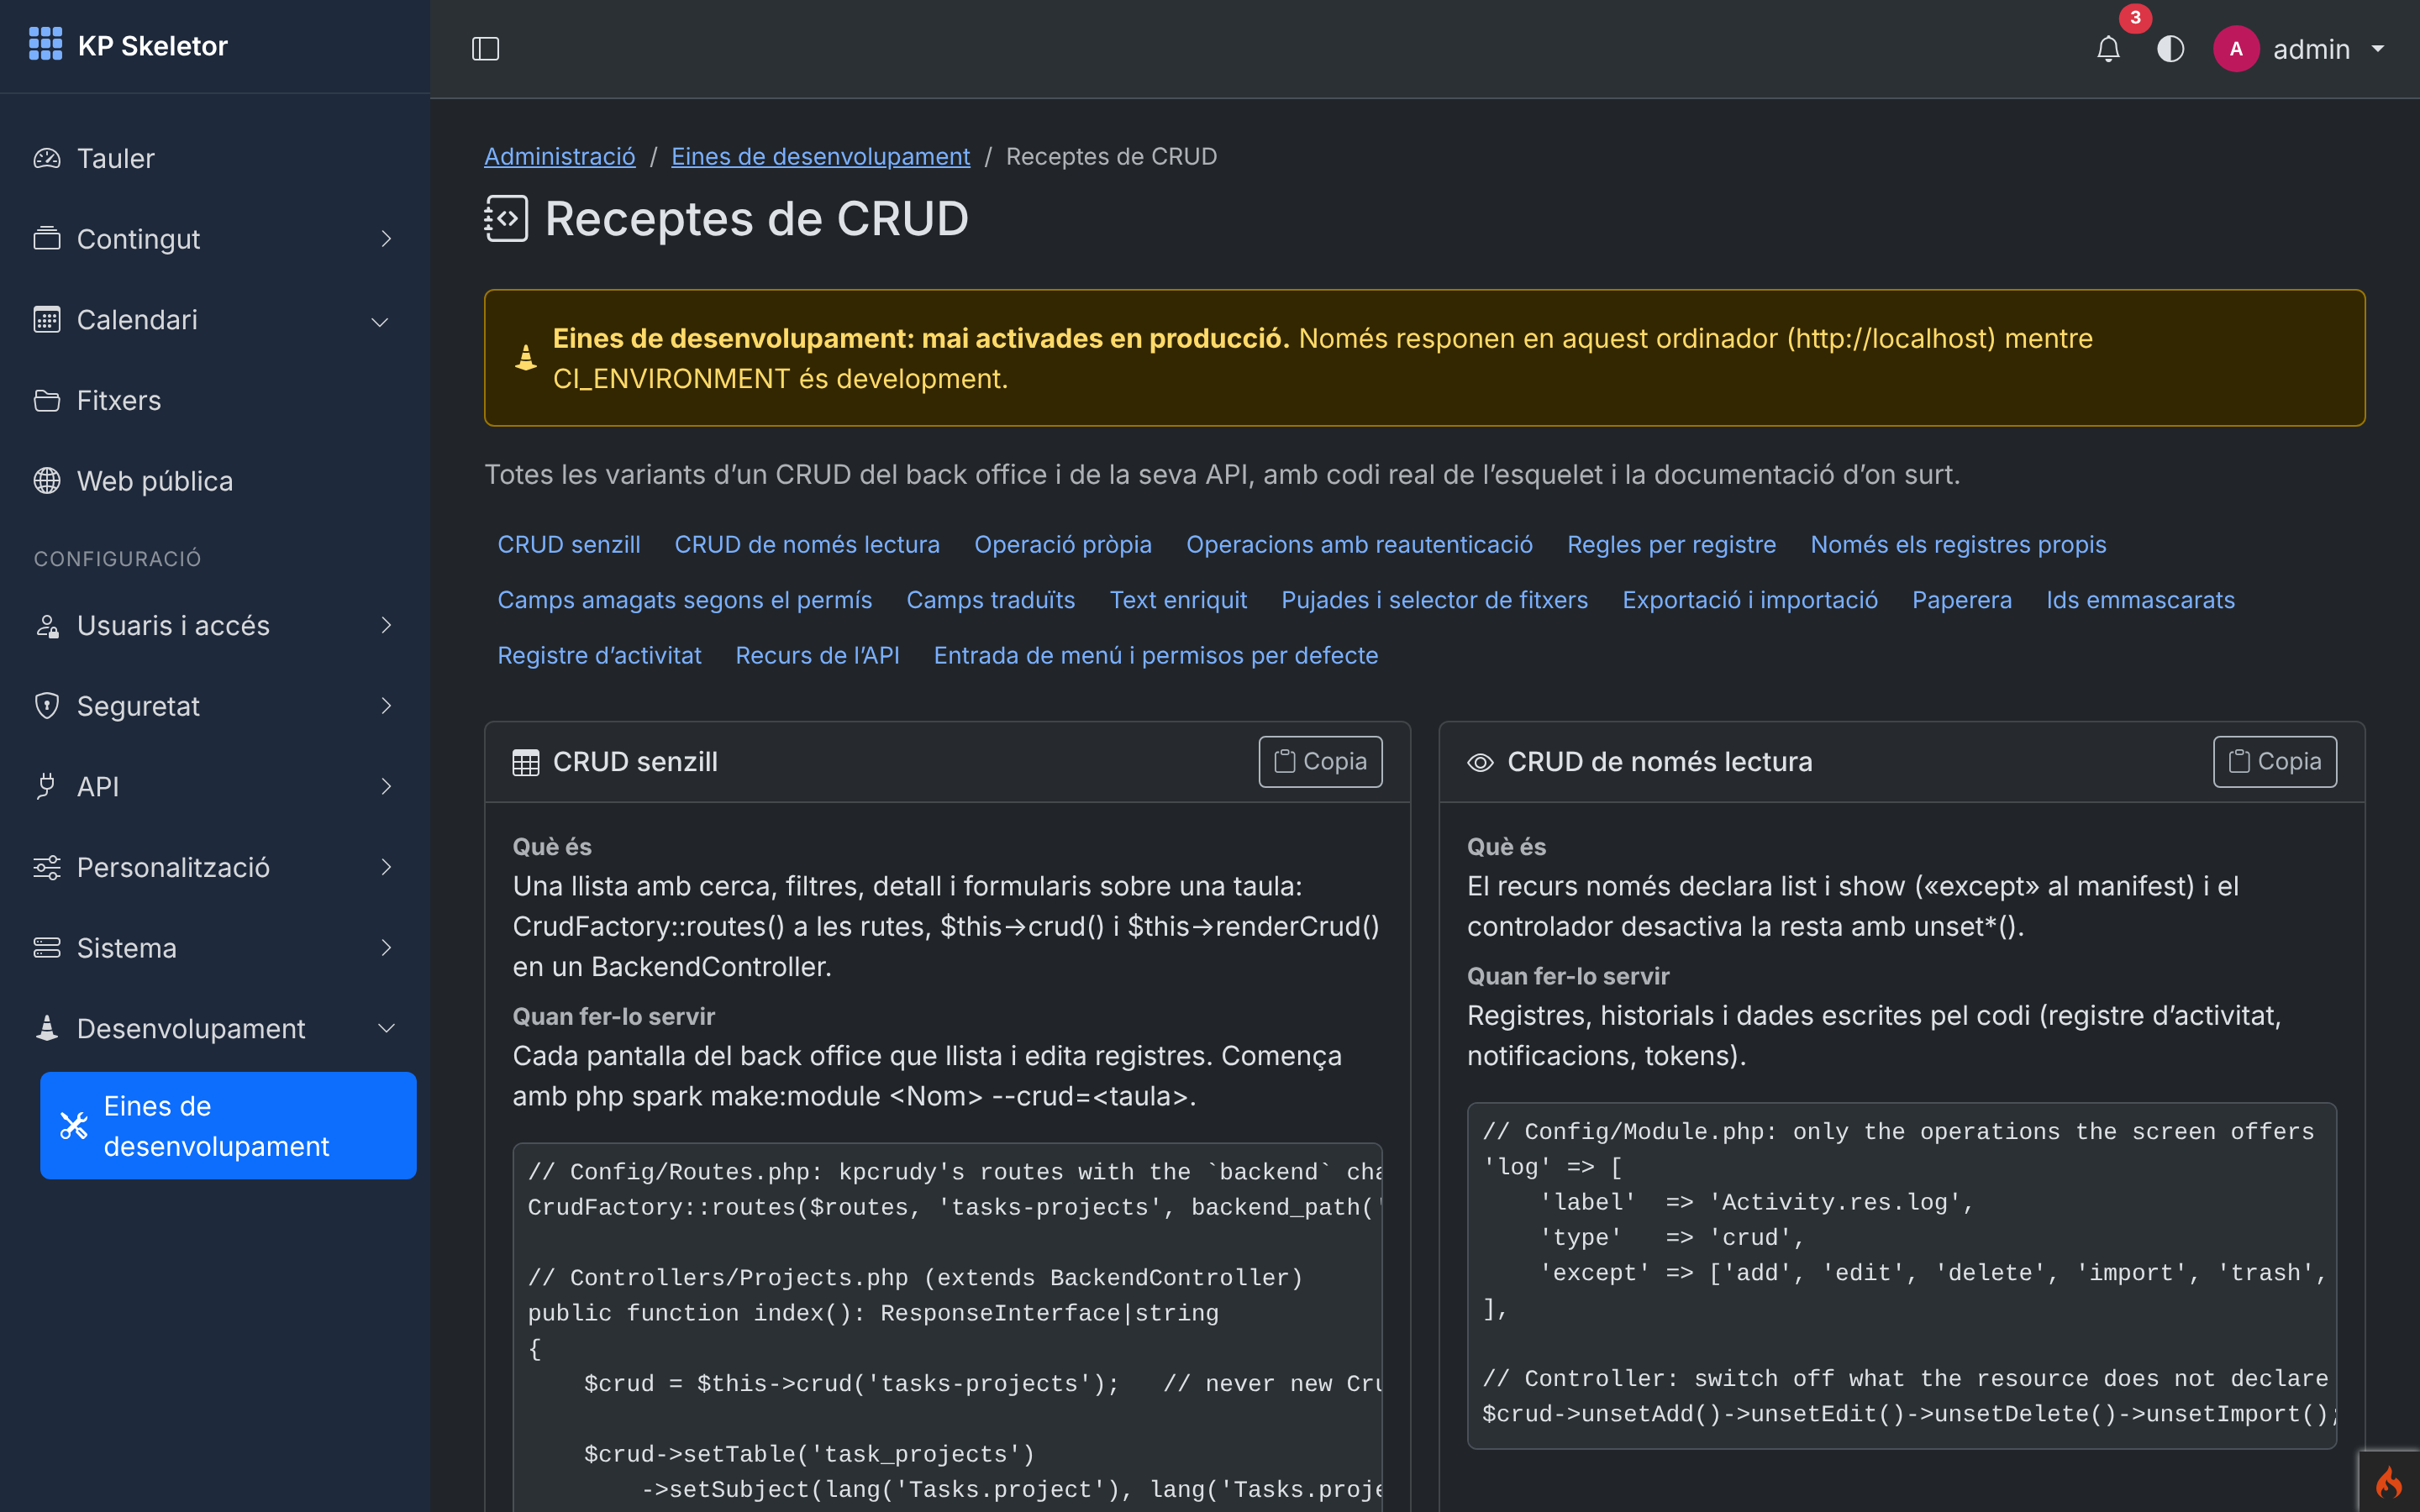 KP Skeletor
3
A
admin
Tauler
Contingut
Calendari
Fitxers
Web pública
CONFIGURACIÓ
Usuaris i accés
Seguretat
API
Personalització
Sistema
Desenvolupament
Eines de
desenvolupament
Administració / Eines de desenvolupament / Receptes de CRUD
Receptes de CRUD
Eines de desenvolupament: mai activades en producció. Només responen en aquest ordinador (http://localhost) mentre
CI_ENVIRONMENT és development.
Totes les variants d’un CRUD del back office i de la seva API, amb codi real de l’esquelet i la documentació d’on surt.
CRUD senzill CRUD de només lectura Operació pròpia Operacions amb reautenticació Regles per registre Només els registres propis
Camps amagats segons el permís Camps traduïts Text enriquit Pujades i selector de fitxers Exportació i importació Paperera Ids emmascarats
Registre d’activitat Recurs de l’API Entrada de menú i permisos per defecte
CRUD senzill
Copia
Què és
Una llista amb cerca, filtres, detall i formularis sobre una taula:
CrudFactory::routes() a les rutes, $this->crud() i $this->renderCrud()
en un BackendController.
Quan fer-lo servir
Cada pantalla del back office que llista i edita registres. Comença
amb php spark make:module <Nom> --crud=<taula>.
// Config/Routes.php: kpcrudy's routes with the `backend` cha
CrudFactory::routes($routes, 'tasks-projects', backend_path('
// Controllers/Projects.php (extends BackendController)
public function index(): ResponseInterface|string
{
$crud = $this->crud('tasks-projects');   // never new Cru
$crud->setTable('task_projects')
->setSubject(lang('Tasks.project'), lang('Tasks.proje
CRUD de només lectura
Copia
Què és
El recurs només declara list i show («except» al manifest) i el
controlador desactiva la resta amb unset*().
Quan fer-lo servir
Registres, historials i dades escrites pel codi (registre d’activitat,
notificacions, tokens).
// Config/Module.php: only the operations the screen offers
'log' => [
'label'  => 'Activity.res.log',
'type'   => 'crud',
'except' => ['add', 'edit', 'delete', 'import', 'trash',
],
// Controller: switch off what the resource does not declare
$crud->unsetAdd()->unsetEdit()->unsetDelete()->unsetImport();